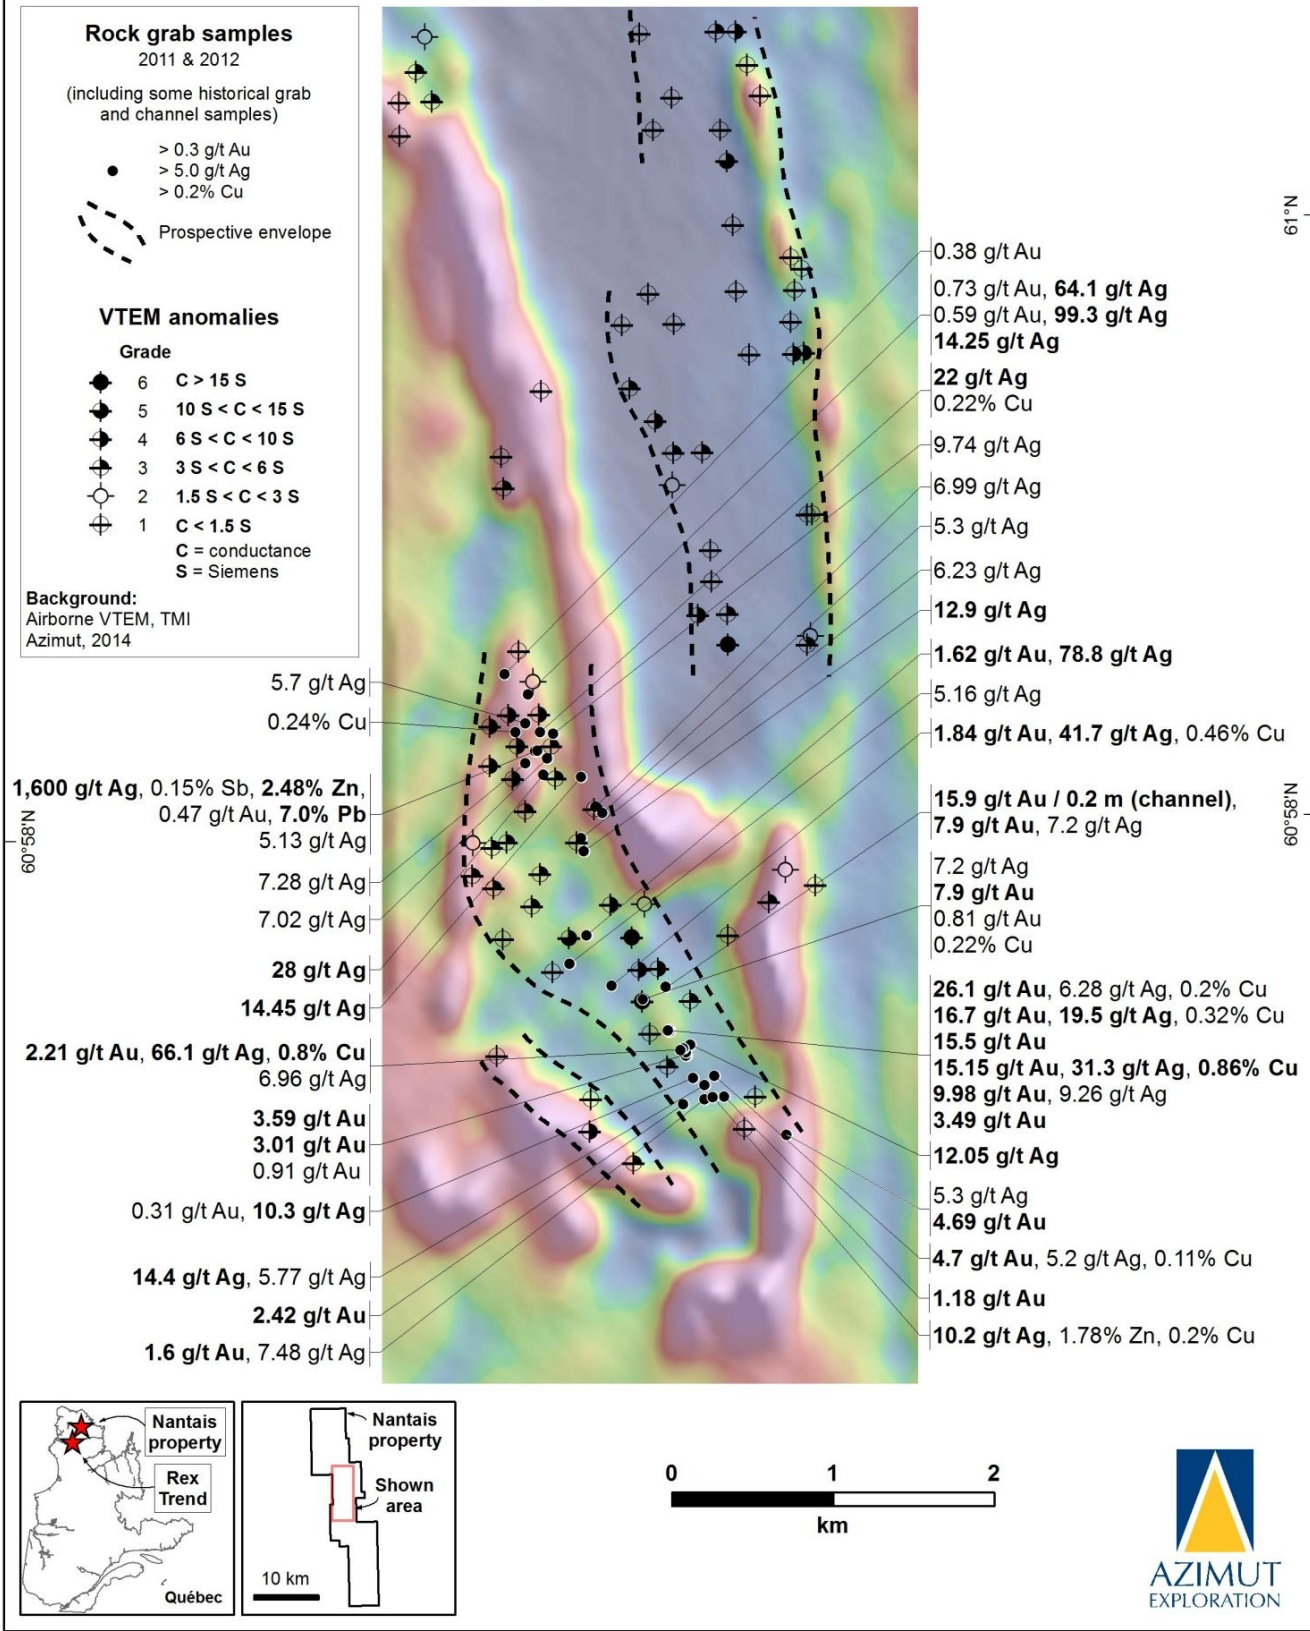 Rock grab samples
2011 & 2012
(including some historical grab
and channel samples)
> 0.3 g/t Au
> 5.0 g/t Ag
> 0.2% Cu
Prospective envelope
VTEM anomalies
Grade
6 C > 15 S
5 10 S < C < 15 S
4 6 S < C < 10 S
3 3 S < C < 6 S
2 1.5 S < C < 3 S
1 C < 1.5 S
C = conductance
S = Siemens
Background:
Airborne VTEM, TMI
Azimut, 2014
5.7 g/t Ag
0.24% Cu
1,600 g/t Ag, 0.15% Sb, 2.48% Zn,
0.47 g/t Au, 7.0% Pb
5.13 g/t Ag
7.28 g/t Ag
7.02 g/t Ag
28 g/t Ag
14.45 g/t Ag
2.21 g/t Au, 66.1 g/t Ag, 0.8% Cu
6.96 g/t Ag
3.59 g/t Au
3.01 g/t Au
0.91 g/t Au
0.31 g/t Au, 10.3 g/t Ag
14.4 g/t Ag, 5.77 g/t Ag
2.42 g/t Au
1.6 g/t Au, 7.48 g/t Ag
60°58'N
61°N
0.38 g/t Au
0.73 g/t Au, 64.1 g/t Ag
0.59 g/t Au, 99.3 g/t Ag
14.25 g/t Ag
22 g/t Ag
0.22% Cu
9.74 g/t Ag
6.99 g/t Ag
5.3 g/t Ag
6.23 g/t Ag
12.9 g/t Ag
1.62 g/t Au, 78.8 g/t Ag
5.16 g/t Ag
1.84 g/t Au, 41.7 g/t Ag, 0.46% Cu
15.9 g/t Au / 0.2 m (channel),
7.9 g/t Au, 7.2 g/t Ag
60°58'N
7.2 g/t Ag
7.9 g/t Au
0.81 g/t Au
0.22% Cu
26.1 g/t Au, 6.28 g/t Ag, 0.2% Cu
16.7 g/t Au, 19.5 g/t Ag, 0.32% Cu
15.5 g/t Au
15.15 g/t Au, 31.3 g/t Ag, 0.86% Cu
9.98 g/t Au, 9.26 g/t Ag
3.49 g/t Au
12.05 g/t Ag
5.3 g/t Ag
4.69 g/t Au
4.7 g/t Au, 5.2 g/t Ag, 0.11% Cu
1.18 g/t Au
10.2 g/t Ag, 1.78% Zn, 0.2% Cu
Nantais
property
Rex
Trend
Québec
Nantais
property
Shown
area
10 km
0 1 2
km
AZIMUT
EXPLORATION